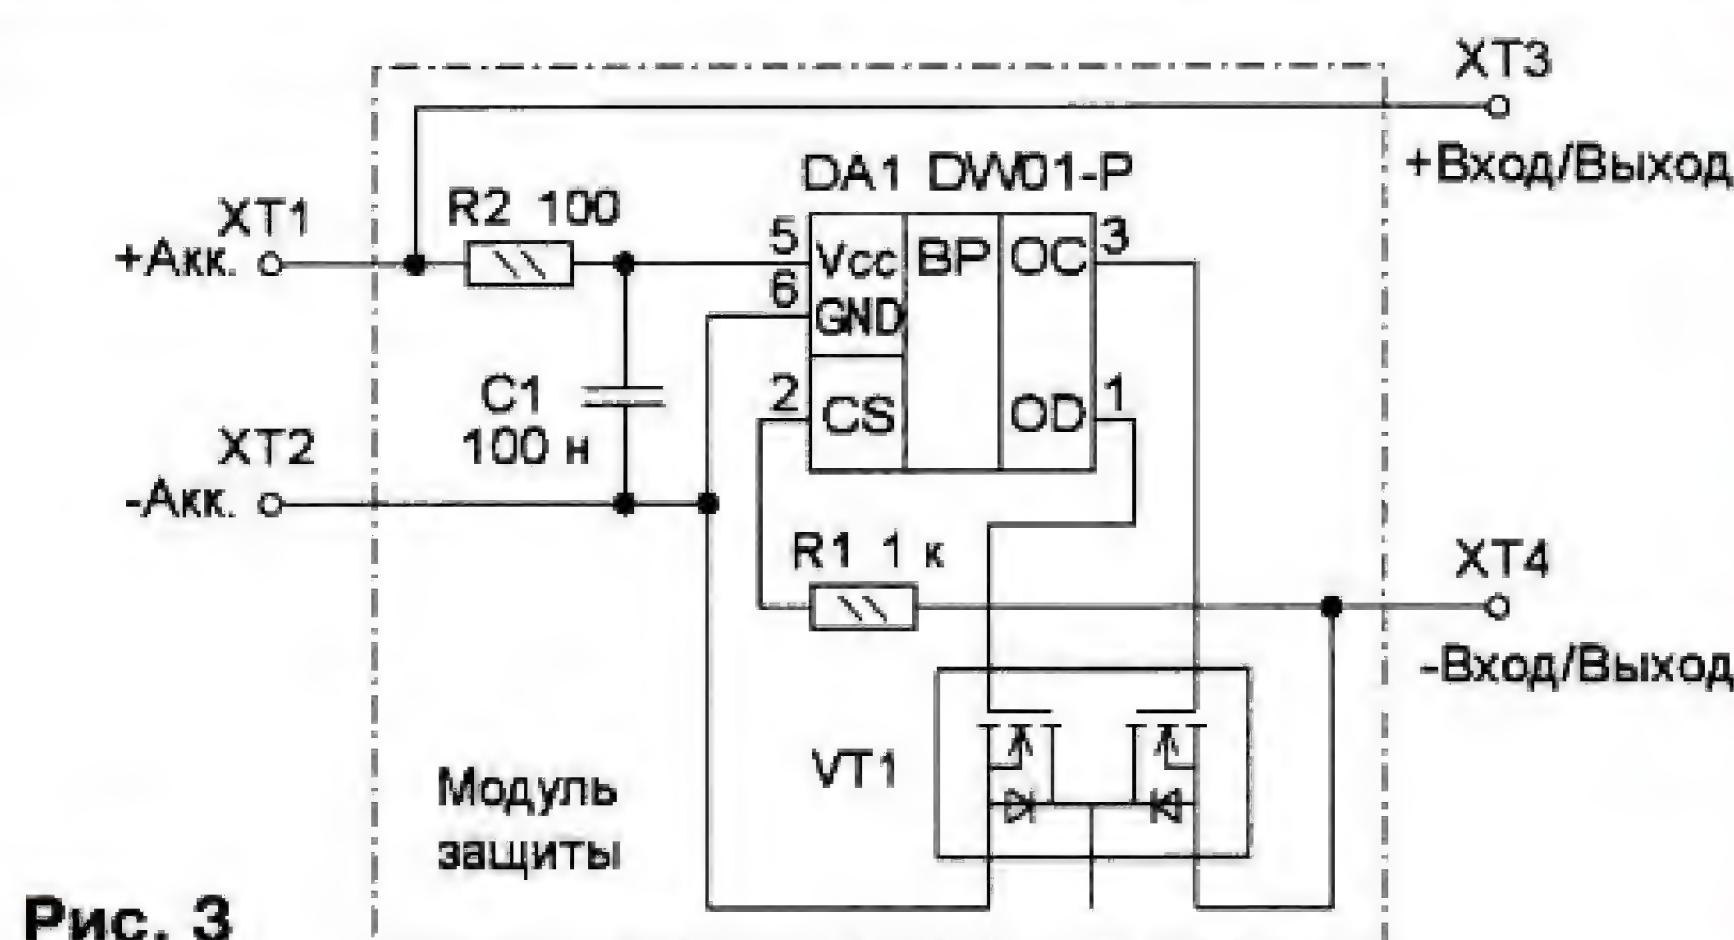 XT3
+Вход/Выход
DA1 DW01-P
XT1
+Акк.
R2 100
5
Vcc
BP
OC
3
6
GND
2
CS
OD
1
C1
100 н
XT2
-Акк.
R1 1 к
XT4
-Вход/Выход
VT1
Модуль
защиты
Рис. 3